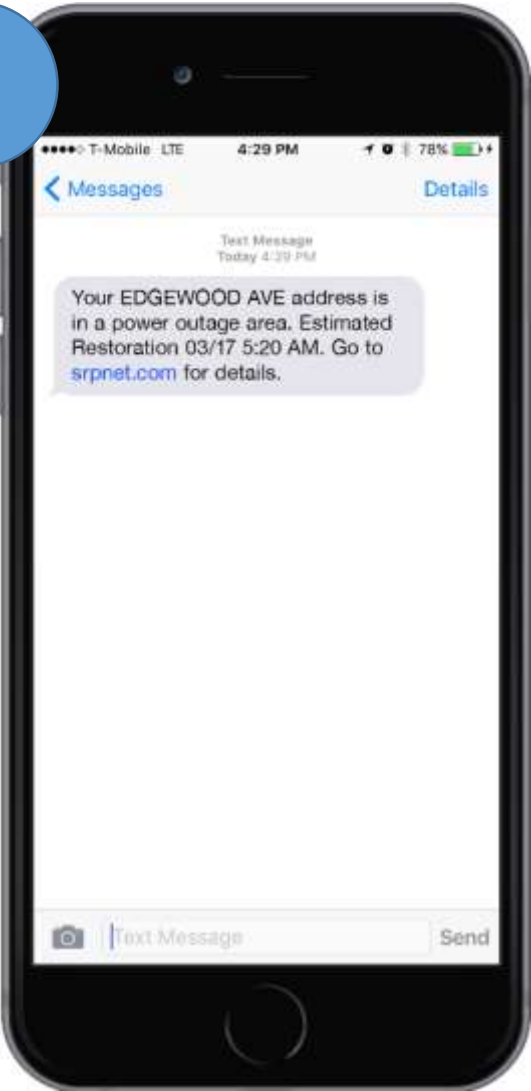 T-Mobile LTE 4:29 PM 78%
Messages Details
Text Message
Today 4:29 PM
Your EDGEWOOD AVE address is
in a power outage area. Estimated
Restoration 03/17 5:20 AM. Go to
srpnet.com for details.
Text Message Send